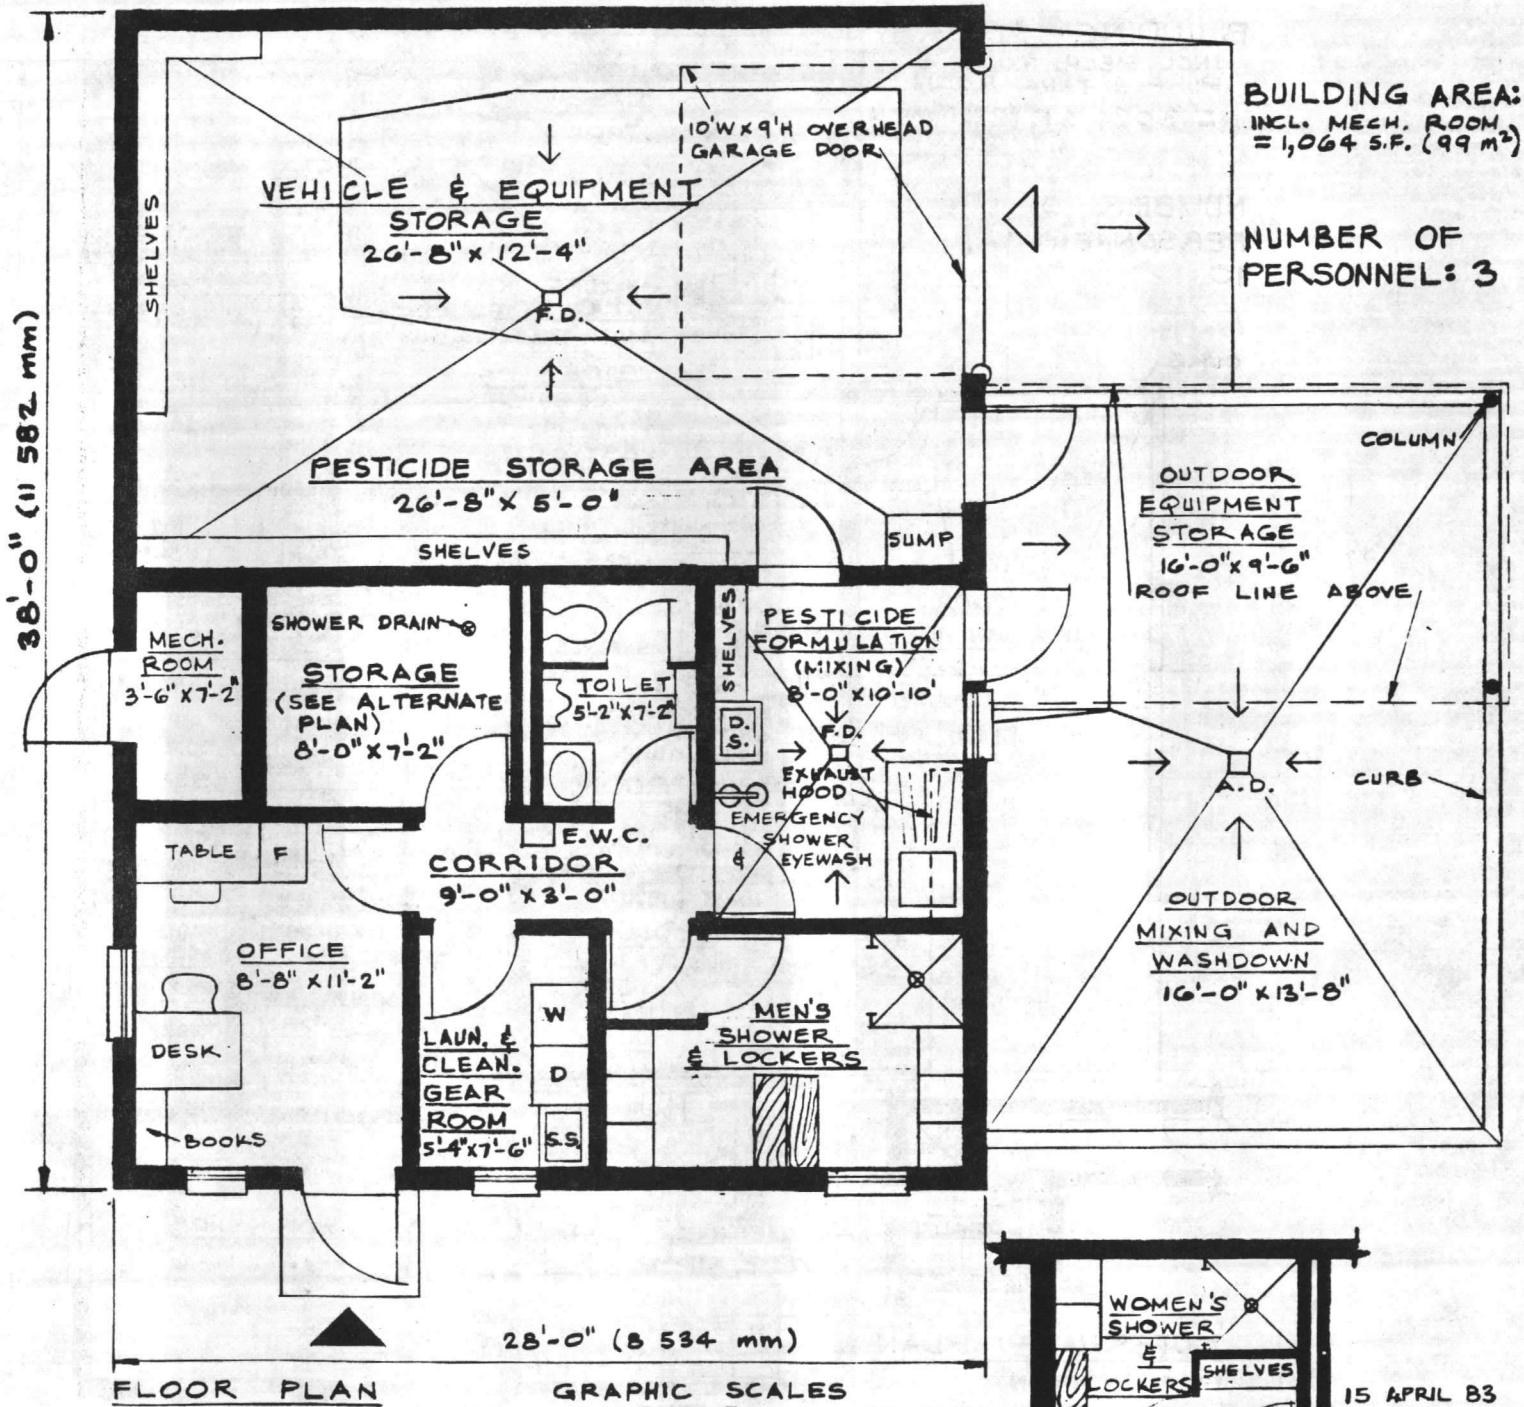 BUILDING AREA:
INCL. MECH. ROOM
= 1,064 S.F. (99 m²)
NUMBER OF
PERSONNEL: 3
38'-0" (11 582 mm)
10'W x 9'H OVERHEAD
GARAGE DOOR
VEHICLE & EQUIPMENT
STORAGE
26'-8" x 12'-4"
SHELVES
F.D.
PESTICIDE STORAGE AREA
26'-8" x 5'-0"
SHELVES
SUMP
COLUMN
OUTDOOR
EQUIPMENT
STORAGE
16'-0" x 9'-6"
ROOF LINE ABOVE
MECH.
ROOM
3'-6" x 7'-2"
SHOWER DRAIN
STORAGE
(SEE ALTERNATE
PLAN)
8'-0" x 7'-2"
TOILET
5'-2" x 7'-2"
SHELVES
PESTICIDE
FORMULATION
(MIXING)
8'-0" x 10'-10"
D.
S.
F.D.
EXHAUST
HOOD
EMERGENCY
SHOWER
& EYEWASH
A.D.
CURB
TABLE
F
E.W.C.
CORRIDOR
9'-0" x 3'-0"
OUTDOOR
MIXING AND
WASHDOWN
16'-0" x 13'-8"
OFFICE
8'-8" x 11'-2"
DESK
BOOKS
LAUN. &
CLEAN.
GEAR
ROOM
5'-4" x 7'-6"
W
D
S.S.
MEN'S
SHOWER
& LOCKERS
28'-0" (8 534 mm)
FLOOR PLAN
GRAPHIC SCALES
WOMEN'S
SHOWER
&
LOCKERS
SHELVES
15 APRIL 83